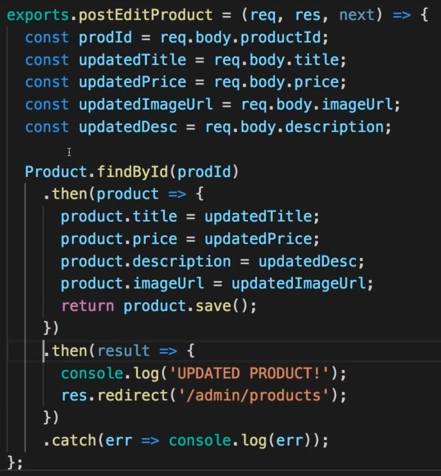 exports.postEditProduct = (req, res, next) => {
  const prodId = req.body.productId;
  const updatedTitle = req.body.title;
  const updatedPrice = req.body.price;
  const updatedImageUrl = req.body.imageUrl;
  const updatedDesc = req.body.description;

  Product.findById(prodId)
    .then(product => {
      product.title = updatedTitle;
      product.price = updatedPrice;
      product.description = updatedDesc;
      product.imageUrl = updatedImageUrl;
      return product.save();
    })
    .then(result => {
      console.log('UPDATED PRODUCT!');
      res.redirect('/admin/products');
    })
    .catch(err => console.log(err));
};